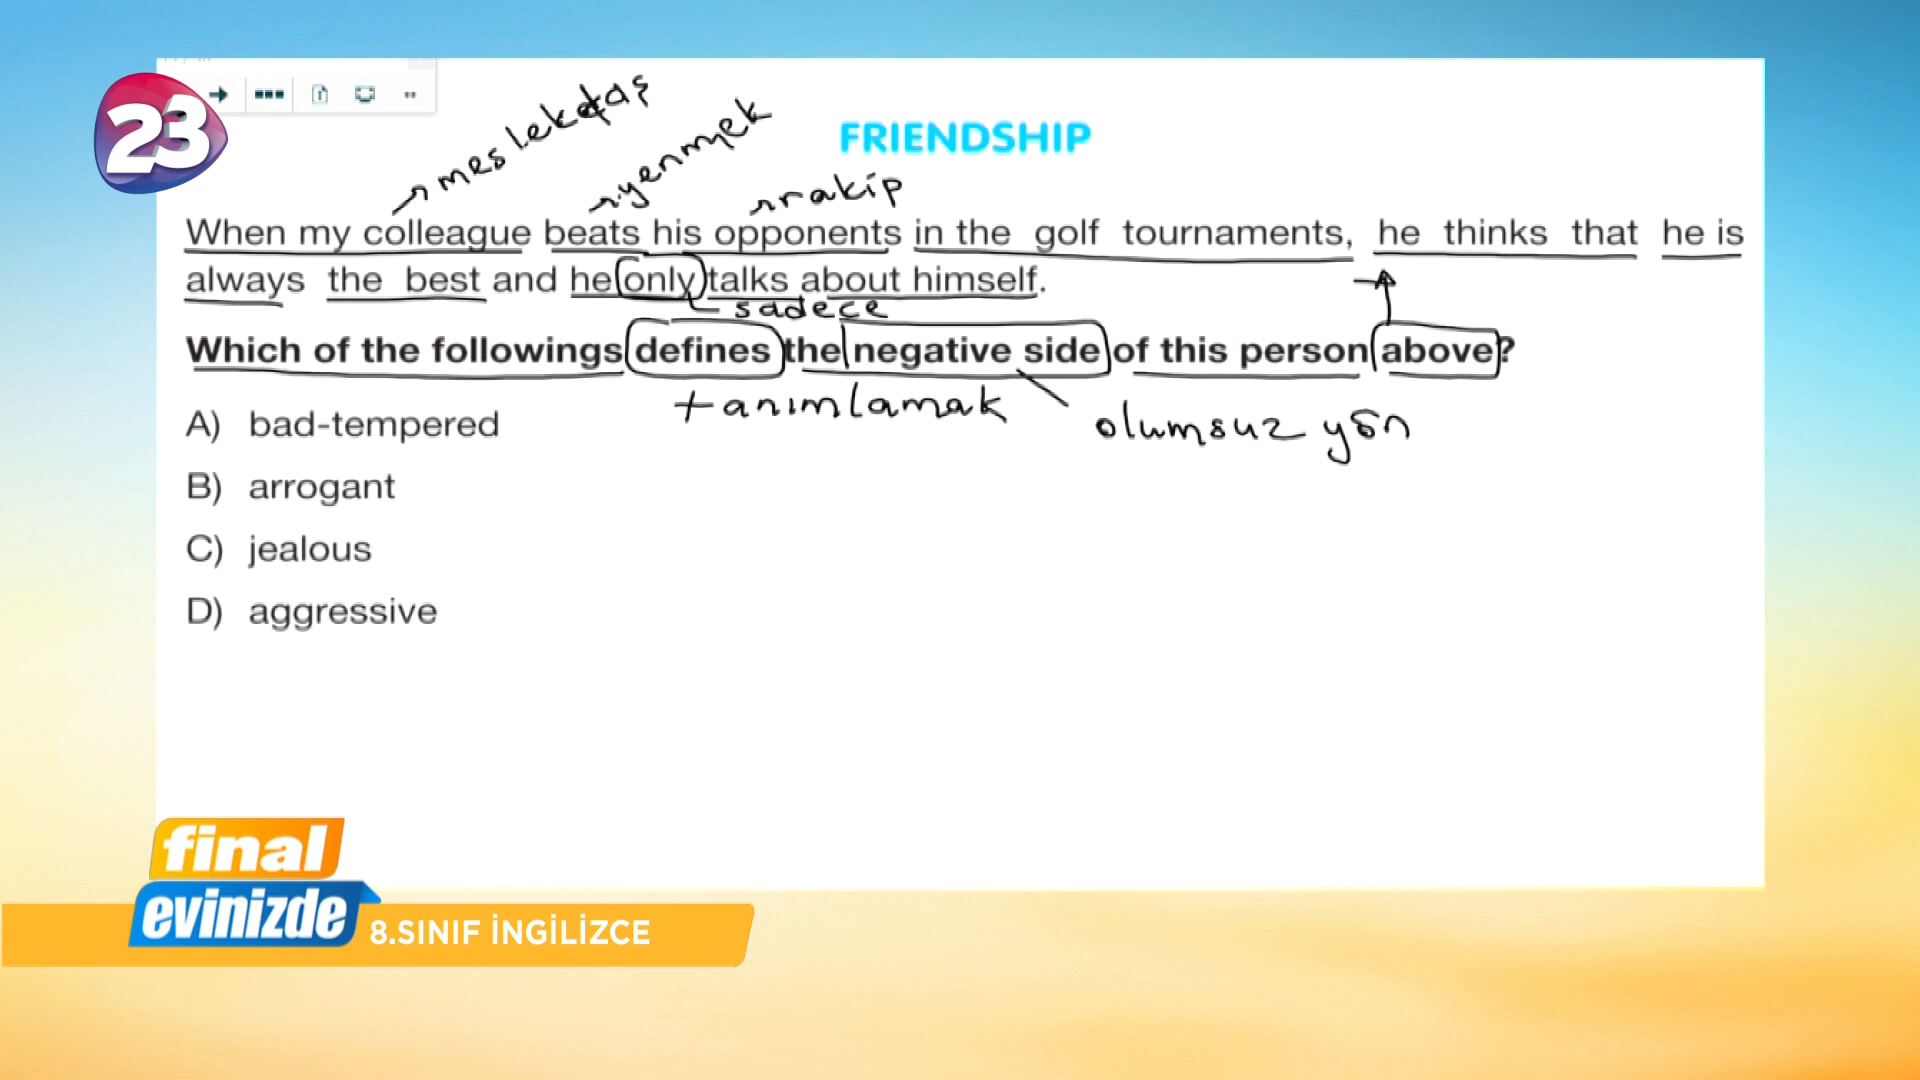 23
meslektaş
yenmek
rakip
FRIENDSHIP
When my colleague beats his opponents in the golf tournaments, he thinks that he is
always the best and he only talks about himself.
sadece
Which of the followings defines the negative side of this person above?
tanımlamak
olumsuz yön
A) bad-tempered
B) arrogant
C) jealous
D) aggressive
final
evinizde
8.SINIF İNGİLİZCE